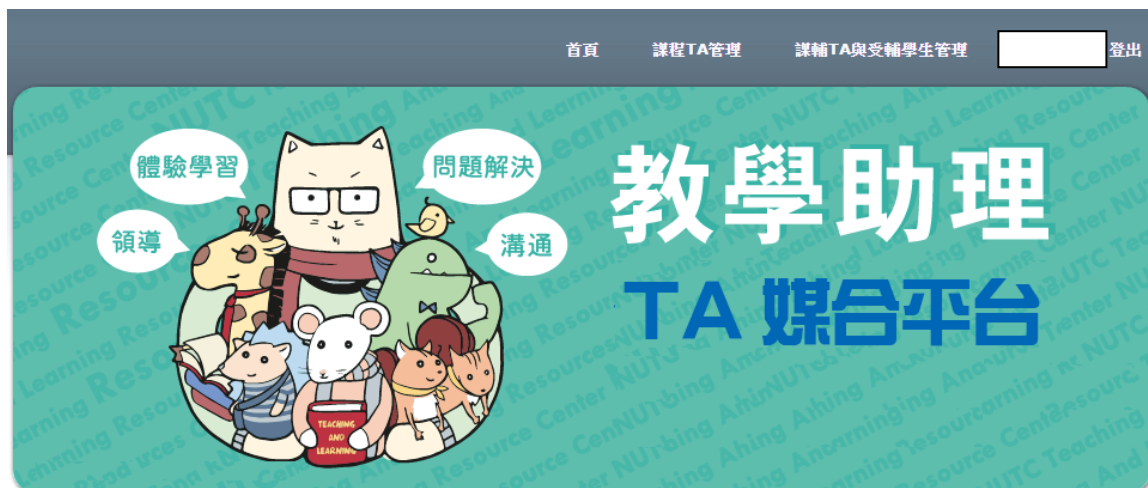 首頁 課程TA管理 課輔TA與受輔學生管理 登出
體驗學習
問題解決
領導
溝通
教學助理
TA 媒合平台
TEACHING
AND
LEARNING